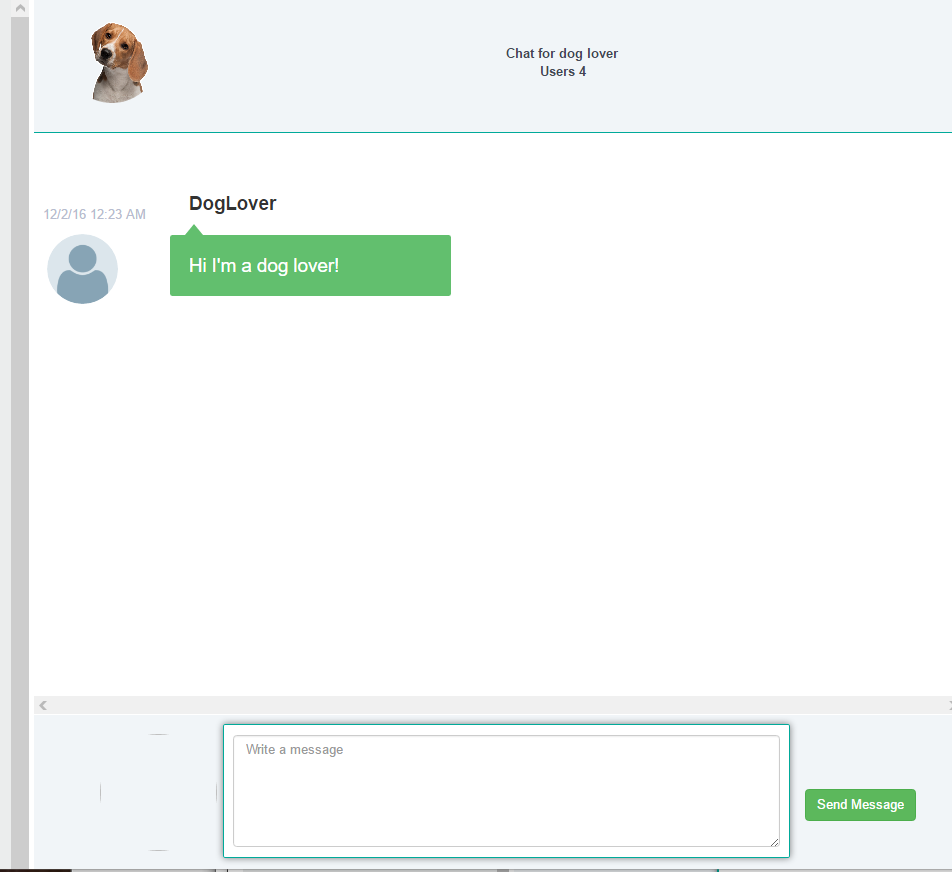 Chat for dog lover
Users 4
DogLover
12/2/16 12:23 AM
Hi I'm a dog lover!
Write a message
Send Message